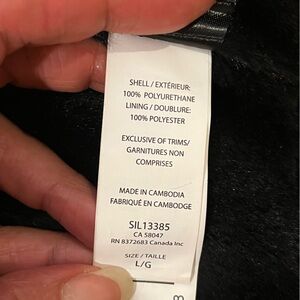 SHELL / EXTÉRIEUR:
100% POLYURETHANE
LINING / DOUBLURE:
100% POLYESTER
EXCLUSIVE OF TRIMS/
GARNITURES NON
COMPRISES
MADE IN CAMBODIA
FABRIQUÉ EN CAMBODGE
SIL13385
CA 58047
RN 8372683 Canada Inc
SIZE / TAILLE
L/G